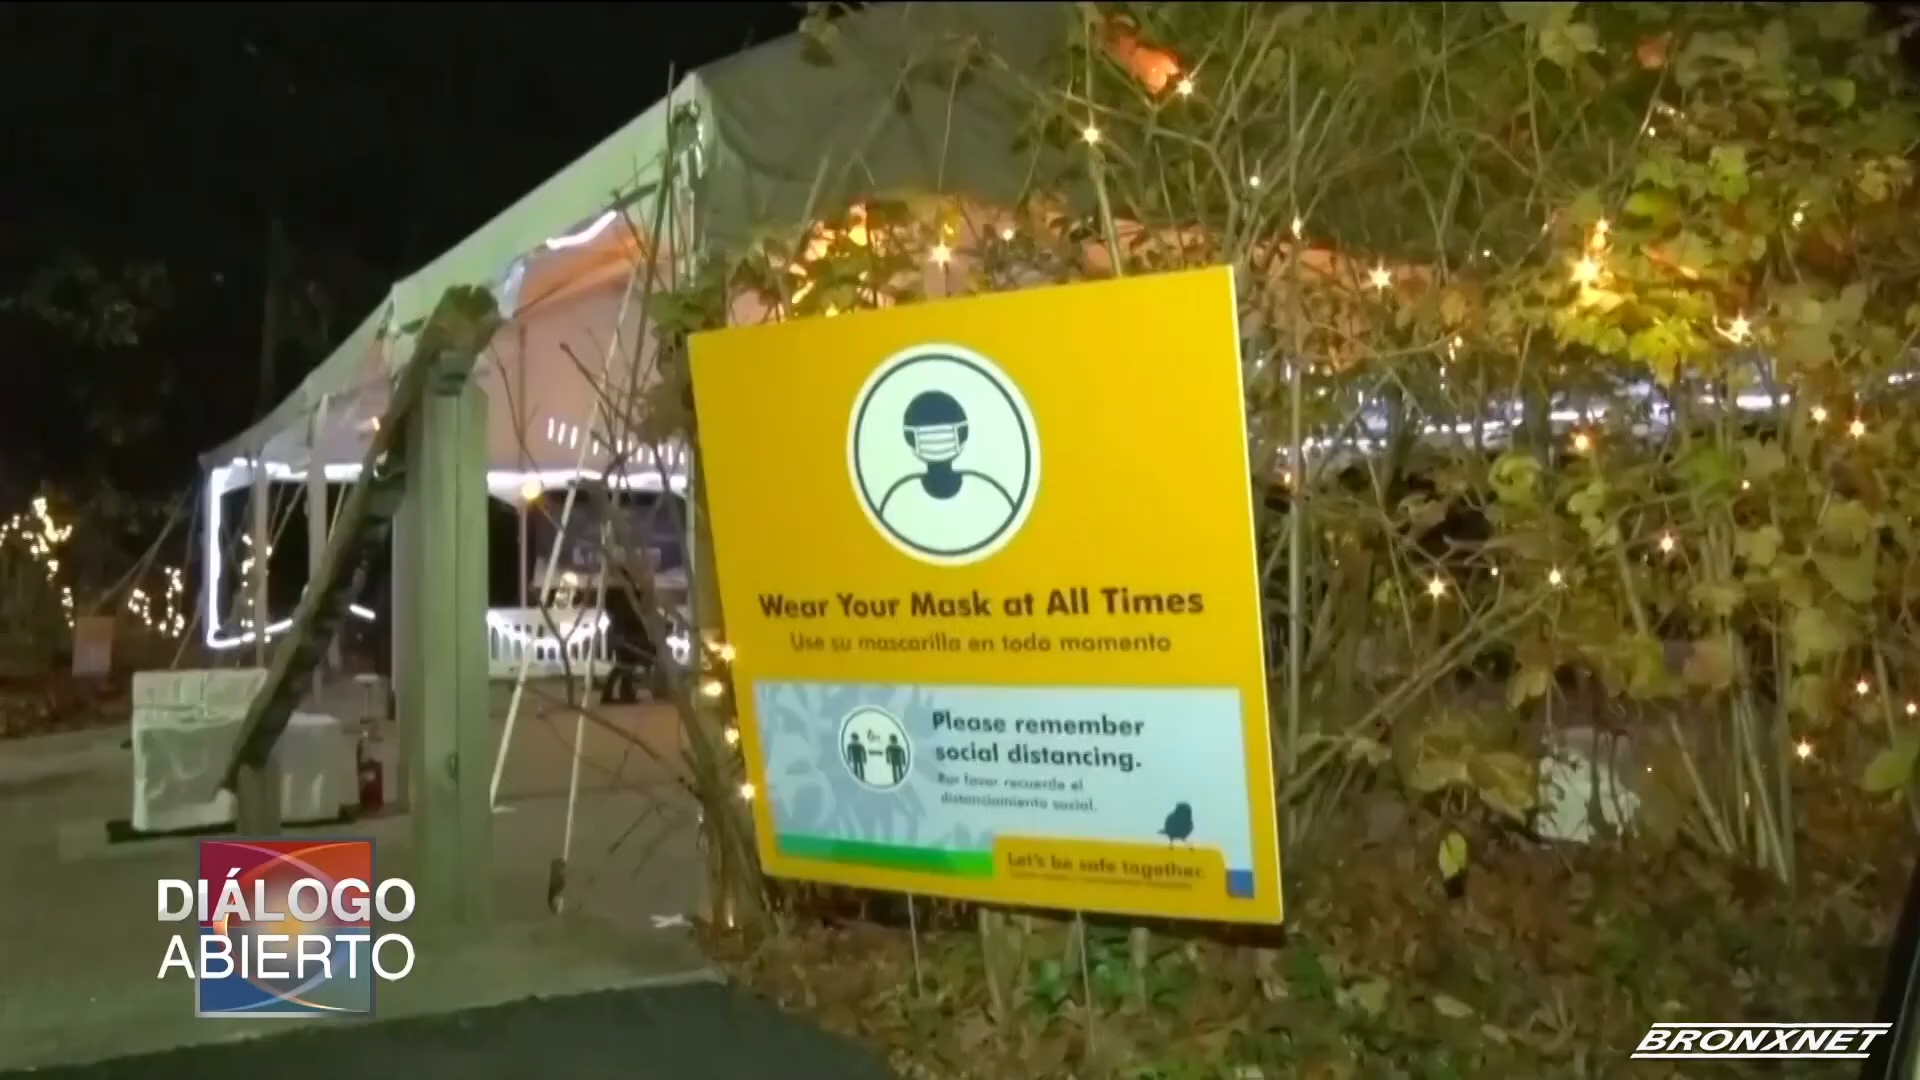 Wear Your Mask at All Times
Use su mascarilla en todo momento
6
Please remember
social distancing.
Por favor recuerde el
distanciamiento social.
Let's be safe together.
DIÁLOGO
ABIERTO
BRONXNET